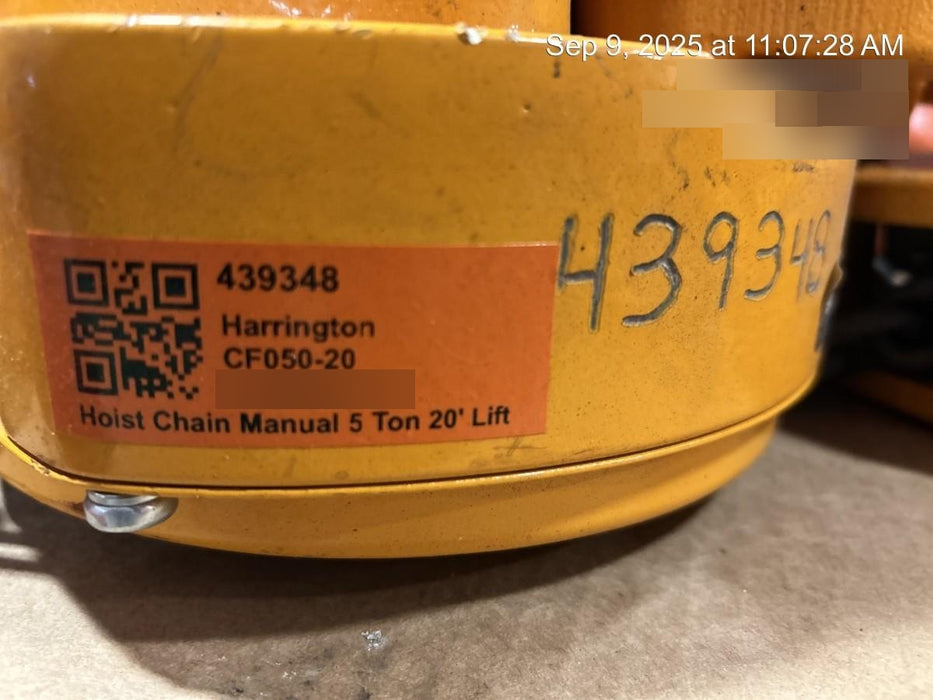 Sep 9, 2025 at 11:07:28 AM
439348
439348
Harrington
CF050-20
Hoist Chain Manual 5 Ton 20' Lift